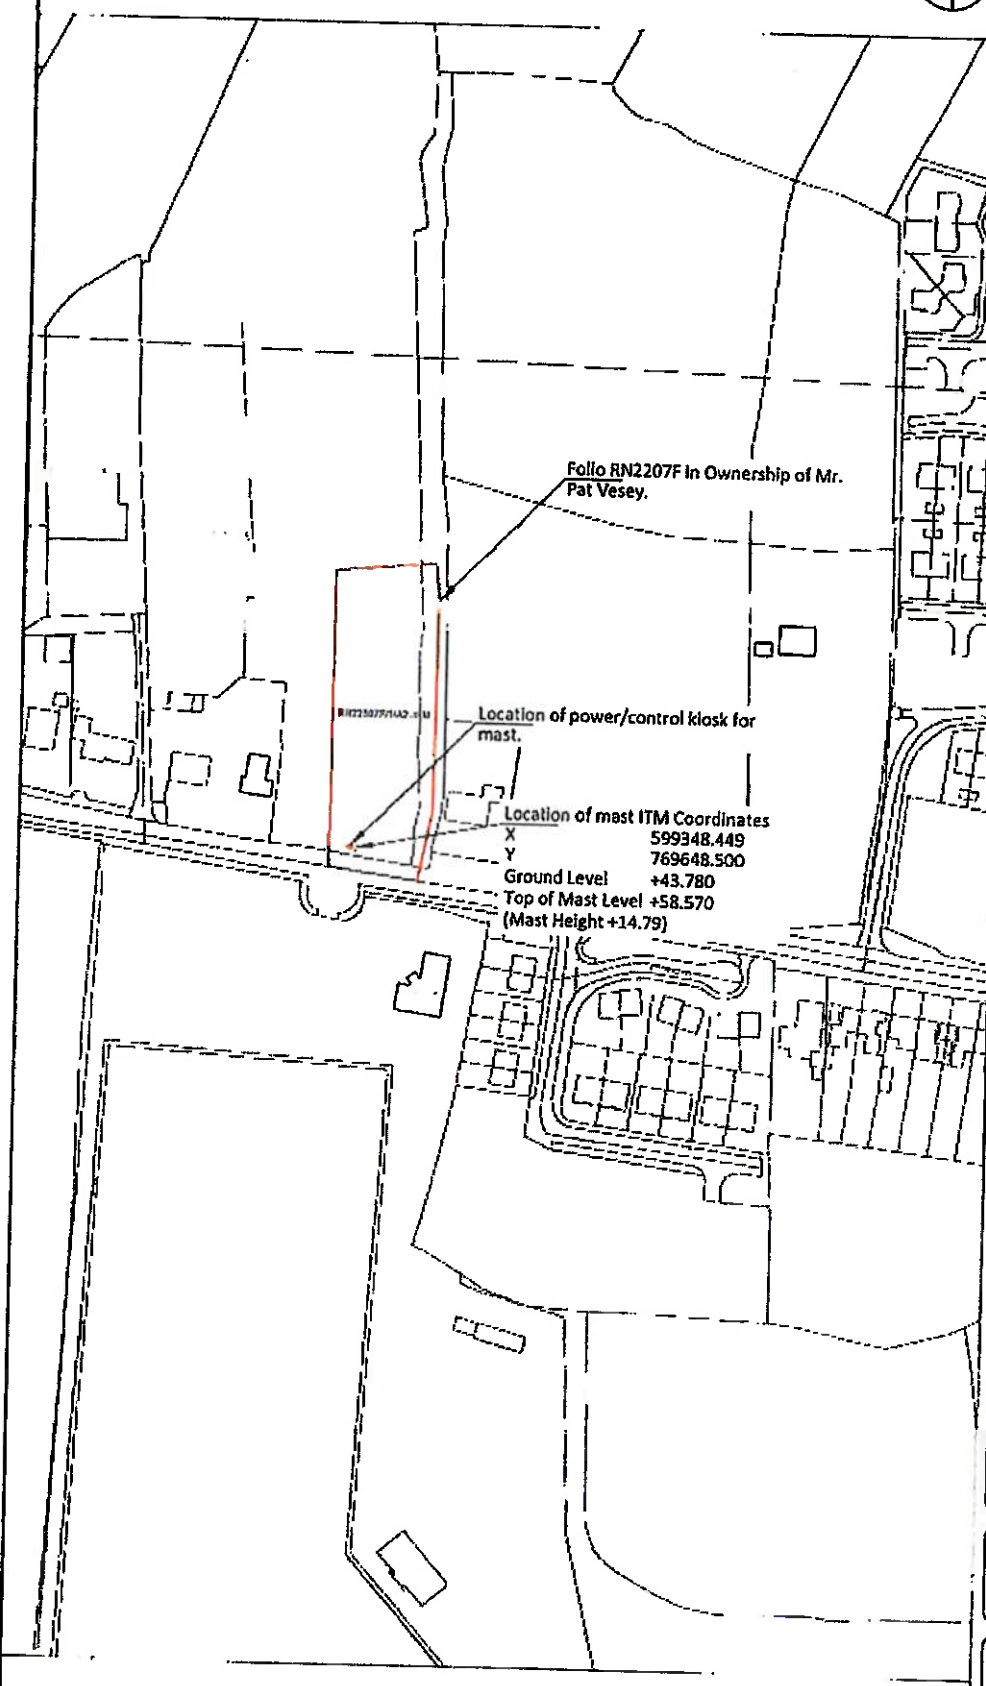 Folio RN2207F In Ownership of Mr.
Pat Vesey.
Location of power/control kiosk for
mast.
Location of mast ITM Coordinates
X 599348.449
Y 769648.500
Ground Level +43.780
Top of Mast Level +58.570
(Mast Height +14.79)